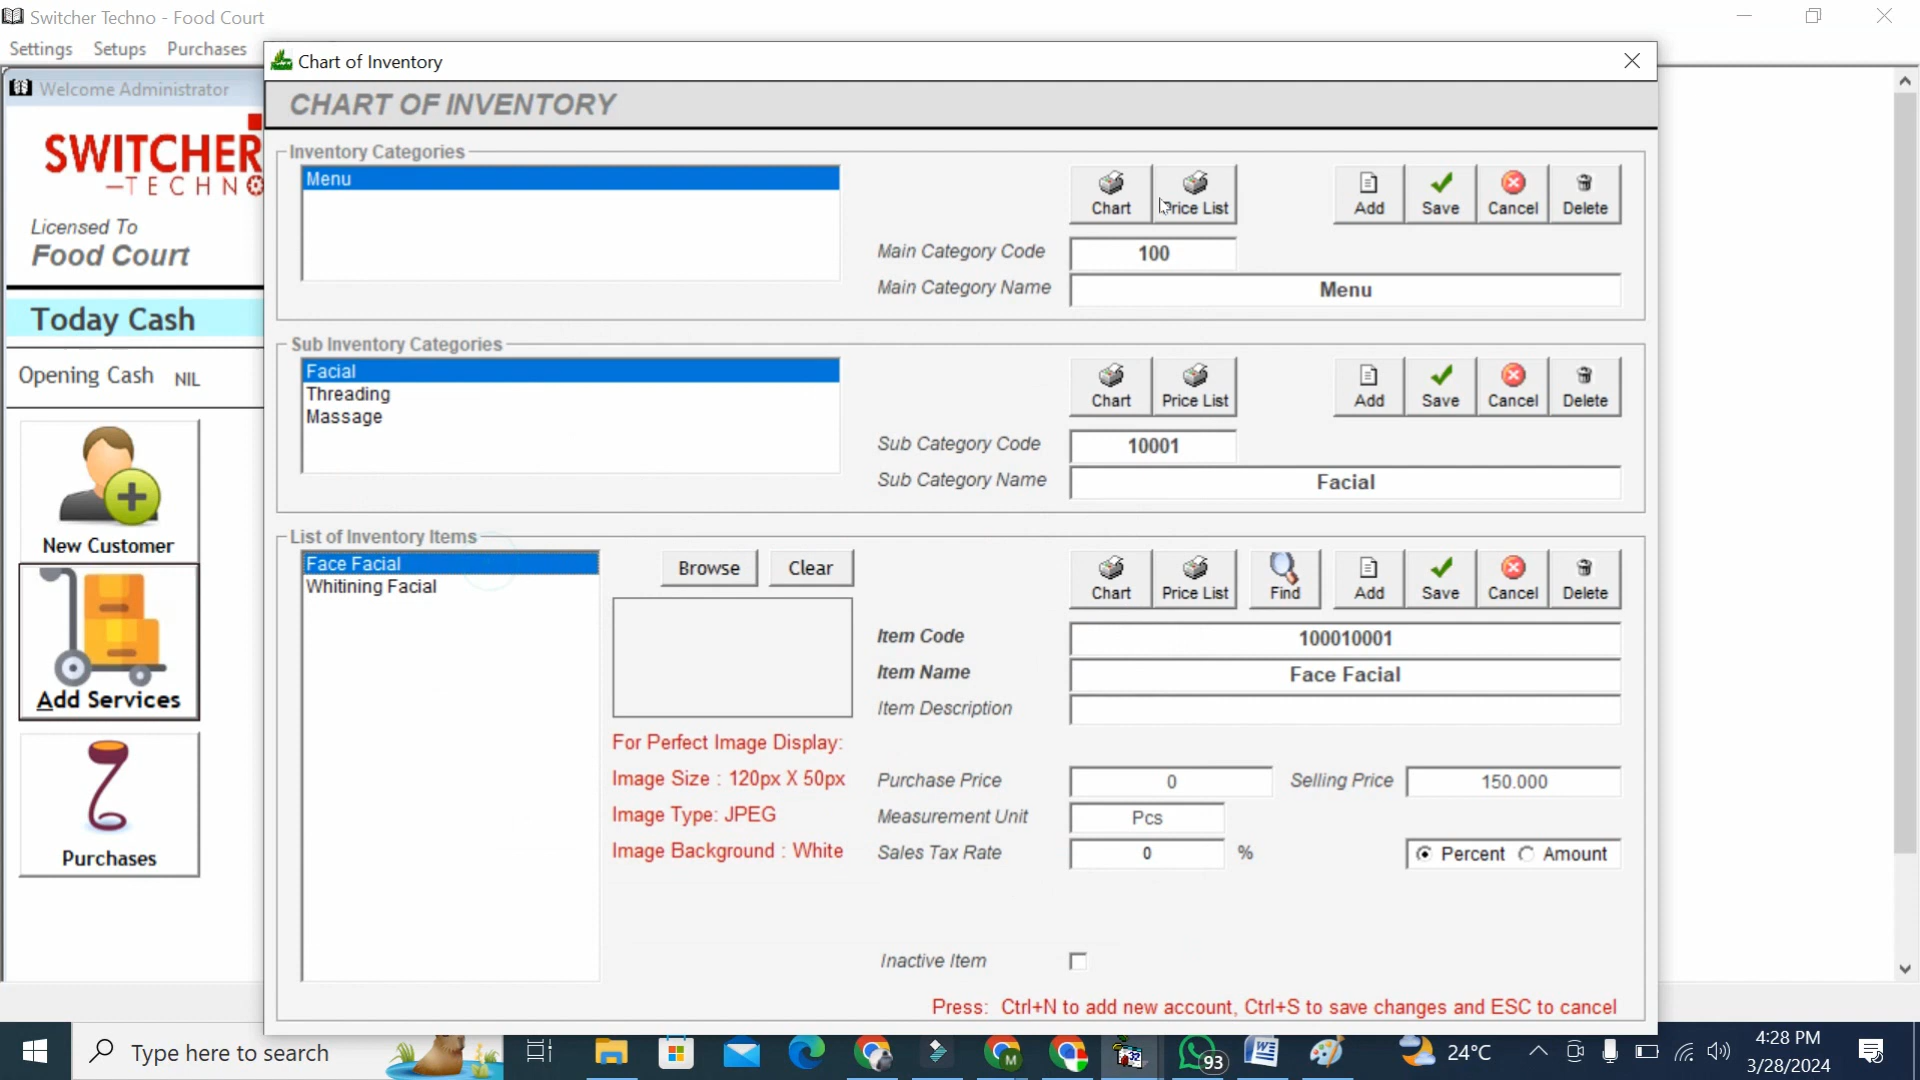 Switcher Techno - Food Court
Settings Setups Purchases
Chart of Inventory
Welcome Administrator
CHART OF INVENTORY
SWITCHER
TECHNO
Licensed To
Food Court
Today Cash
Opening Cash NIL
New Customer
Add Services
Purchases
Inventory Categories
Menu
Chart Price List Add Save Cancel Delete
Main Category Code 100
Main Category Name Menu
Sub Inventory Categories
Facial
Threading
Massage
Chart Price List Add Save Cancel Delete
Sub Category Code 10001
Sub Category Name Facial
List of Inventory Items
Face Facial
Whitining Facial
Browse Clear
Chart Price List Find Add Save Cancel Delete
Item Code 100010001
Item Name Face Facial
Item Description
For Perfect Image Display:
Image Size : 120px X 50px
Image Type: JPEG
Image Background : White
Purchase Price 0 Selling Price 150.000
Measurement Unit Pcs
Sales Tax Rate 0 % Percent Amount
Inactive Item
Press: Ctrl+N to add new account, Ctrl+S to save changes and ESC to cancel
Type here to search
93
24°C
4:28 PM
3/28/2024